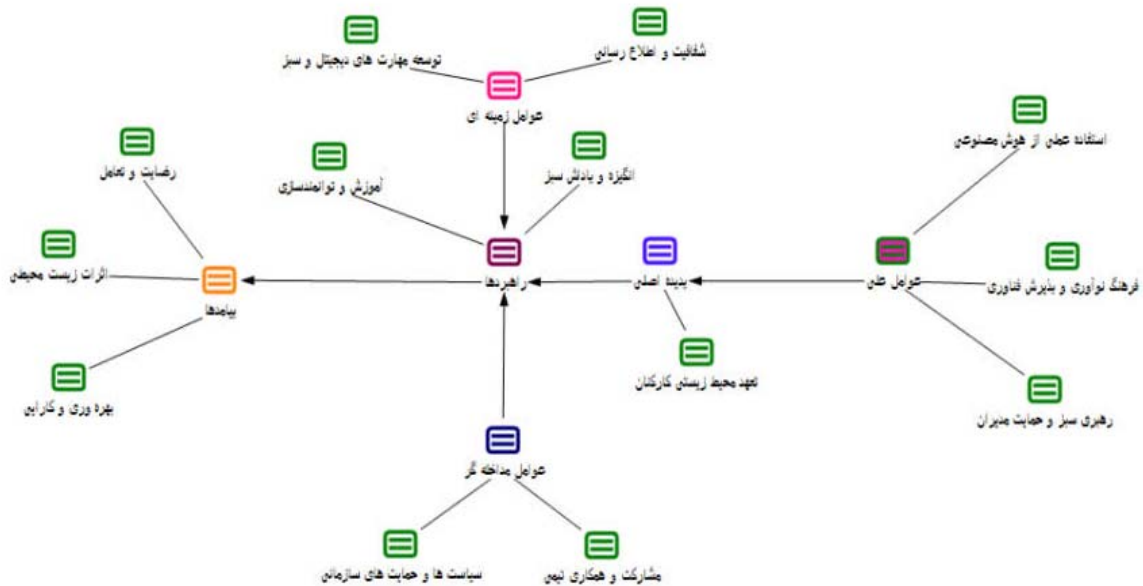 شفافیت و اطلاع رسانی
توسعه مهارت های دیجیتال و سبز
عوامل زمینه ای
استفاده عملی از هوش مصنوعی
رضایت و تعامل
انگیزه و پاداش سبز
آموزش و توانمندسازی
اثرات زیست محیطی
فرهنگ نوآوری و پذیرش فناوری
عوامل علی
پدیده اصلی
راهبردها
پیامدها
تعهد محیط زیستی کارکنان
بهره وری و کارایی
رهبری سبز و حمایت مدیران
عوامل مداخله گر
مشارکت و همکاری تیمی
سیاست ها و حمایت های سازمانی